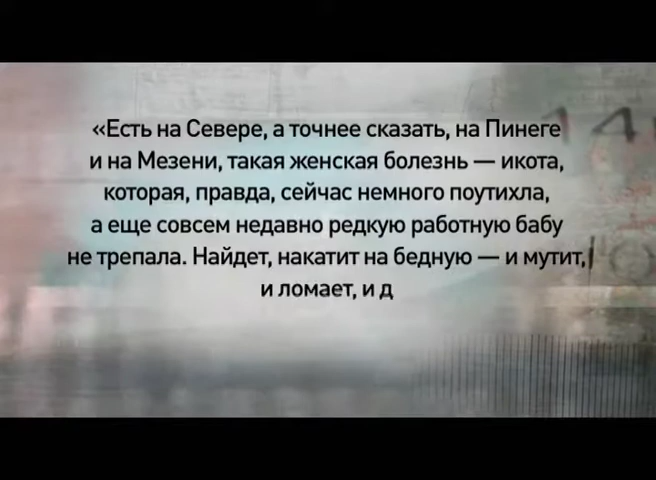 «Есть на Севере, а точнее сказать, на Пинеге
и на Мезени, такая женская болезнь — икота,
которая, правда, сейчас немного поутихла,
а еще совсем недавно редкую работную бабу
не трепала. Найдет, накатит на бедную — и мутит,
и ломает, и д
14